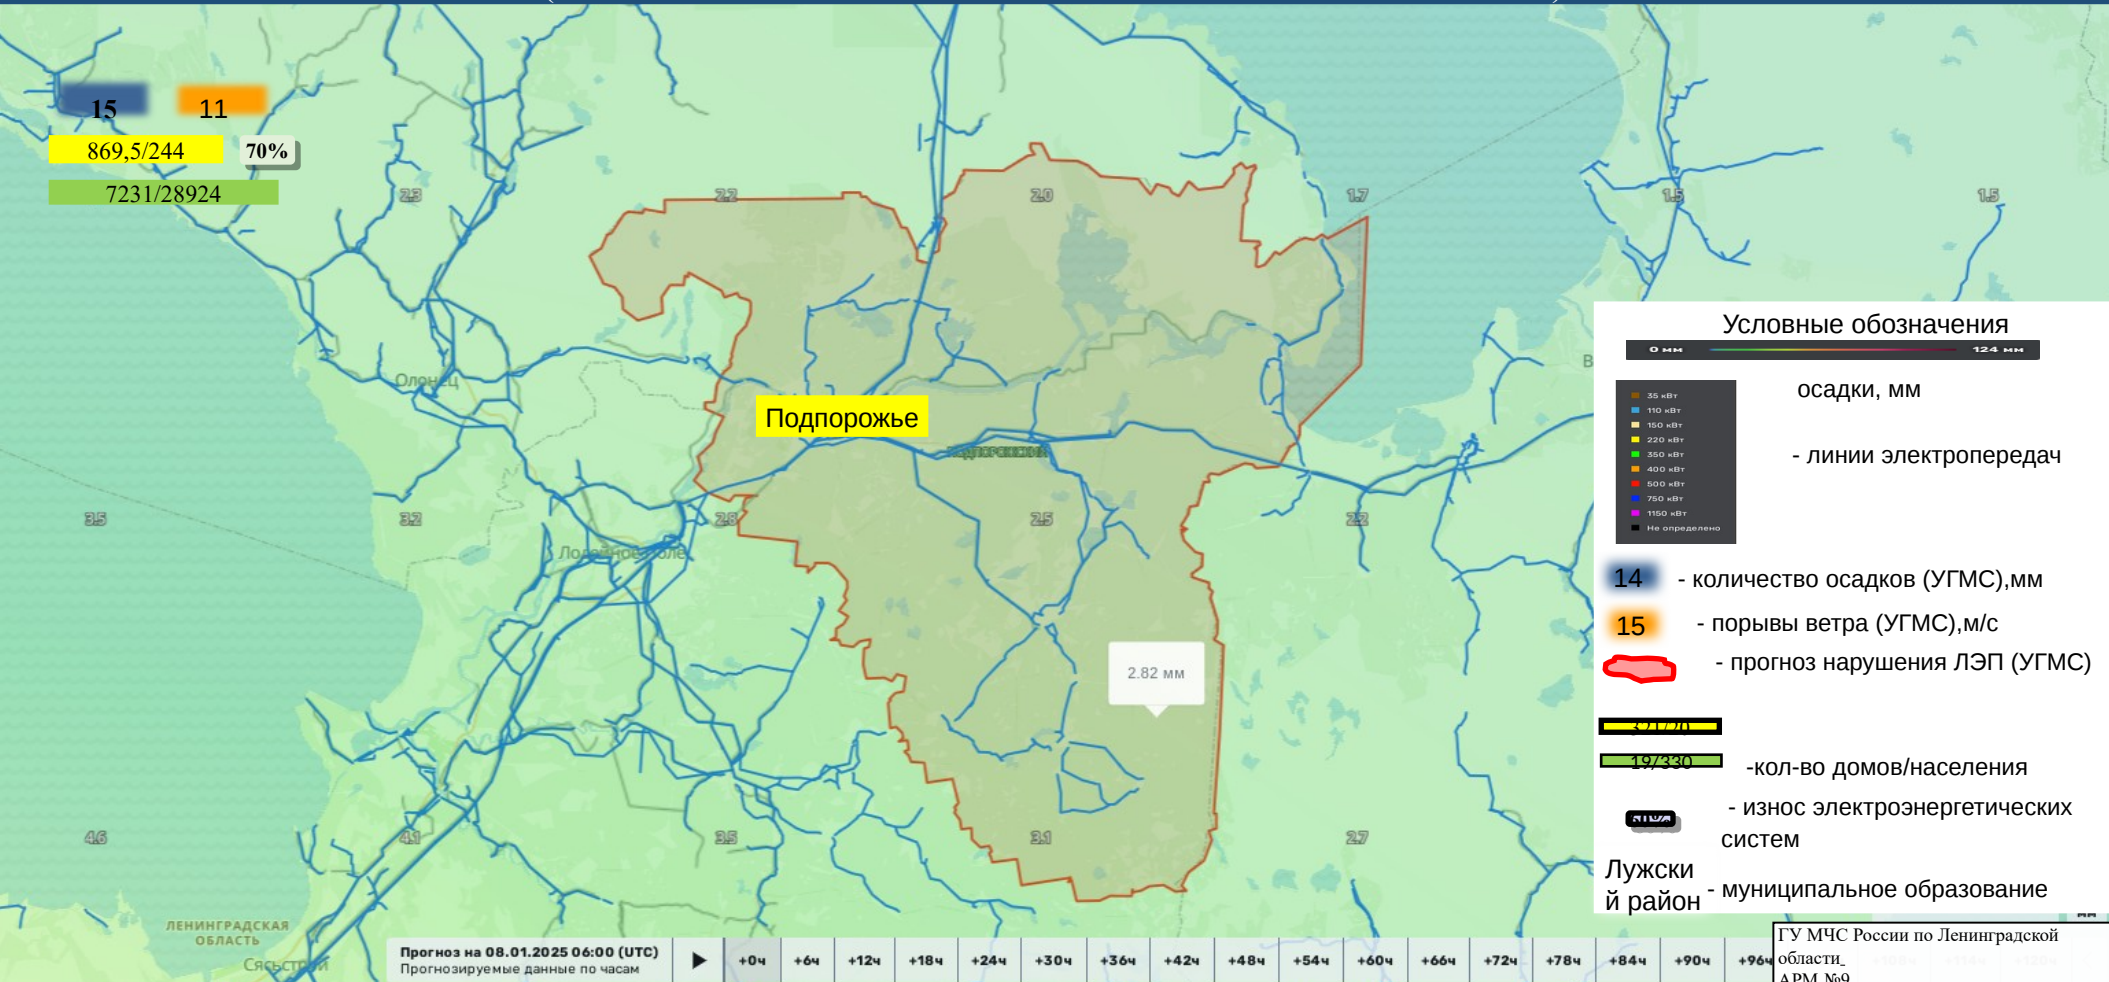 15
11
869,5/244
70%
7231/28924
2.3
2.2
2.0
1.7
1.5
1.5
Условные обозначения
0 мм
124 мм
осадки, мм
Олонец
В
35 кВт
110 кВт
150 кВт
220 кВт
350 кВт
400 кВт
500 кВт
750 кВт
1150 кВт
Не определено
- линии электропередач
Подпорожье
3.5
3.2
2.8
2.5
2.2
Лодейное Поле
14
- количество осадков (УГМС),мм
15
- порывы ветра (УГМС),м/с
- прогноз нарушения ЛЭП (УГМС)
2.82 мм
321/20
19/330
-кол-во домов/населения
- износ электроэнергетических
систем
4.6
4.1
3.5
3.1
2.7
Лужски
й район
- муниципальное образование
мм
ЛЕНИНГРАДСКАЯ
ОБЛАСТЬ
Сясьстрой
Прогноз на 08.01.2025 06:00 (UTC)
Прогнозируемые данные по часам
+0ч
+6ч
+12ч
+18ч
+24ч
+30ч
+36ч
+42ч
+48ч
+54ч
+60ч
+66ч
+72ч
+78ч
+84ч
+90ч
+96ч
ГУ МЧС России по Ленинградской
области_
АРМ №9